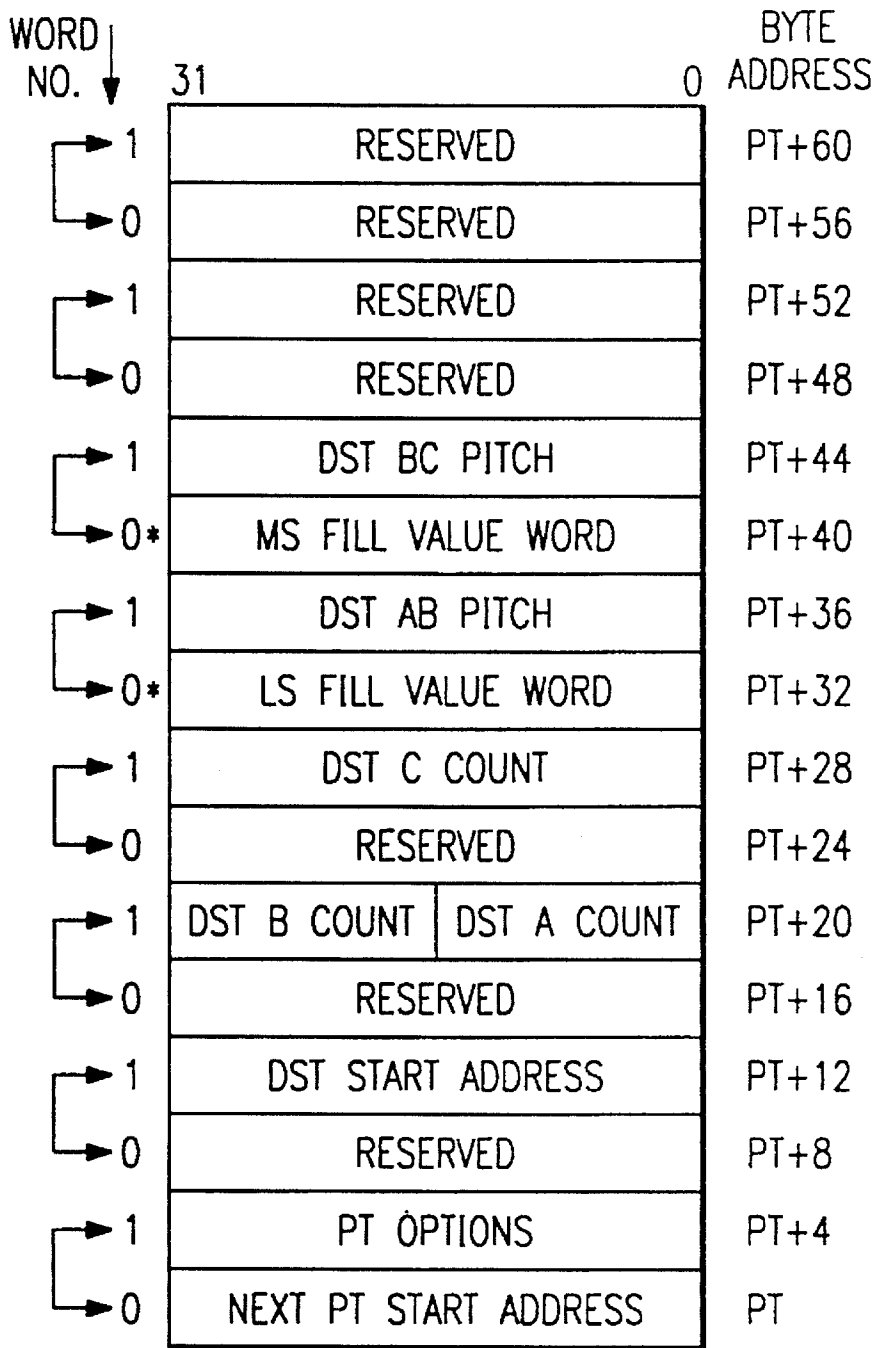 WORD NO.
31 0
BYTE ADDRESS
1 RESERVED PT+60
0 RESERVED PT+56
1 RESERVED PT+52
0 RESERVED PT+48
1 DST BC PITCH PT+44
0* MS FILL VALUE WORD PT+40
1 DST AB PITCH PT+36
0* LS FILL VALUE WORD PT+32
1 DST C COUNT PT+28
0 RESERVED PT+24
1 DST B COUNT DST A COUNT PT+20
0 RESERVED PT+16
1 DST START ADDRESS PT+12
0 RESERVED PT+8
1 PT OPTIONS PT+4
0 NEXT PT START ADDRESS PT